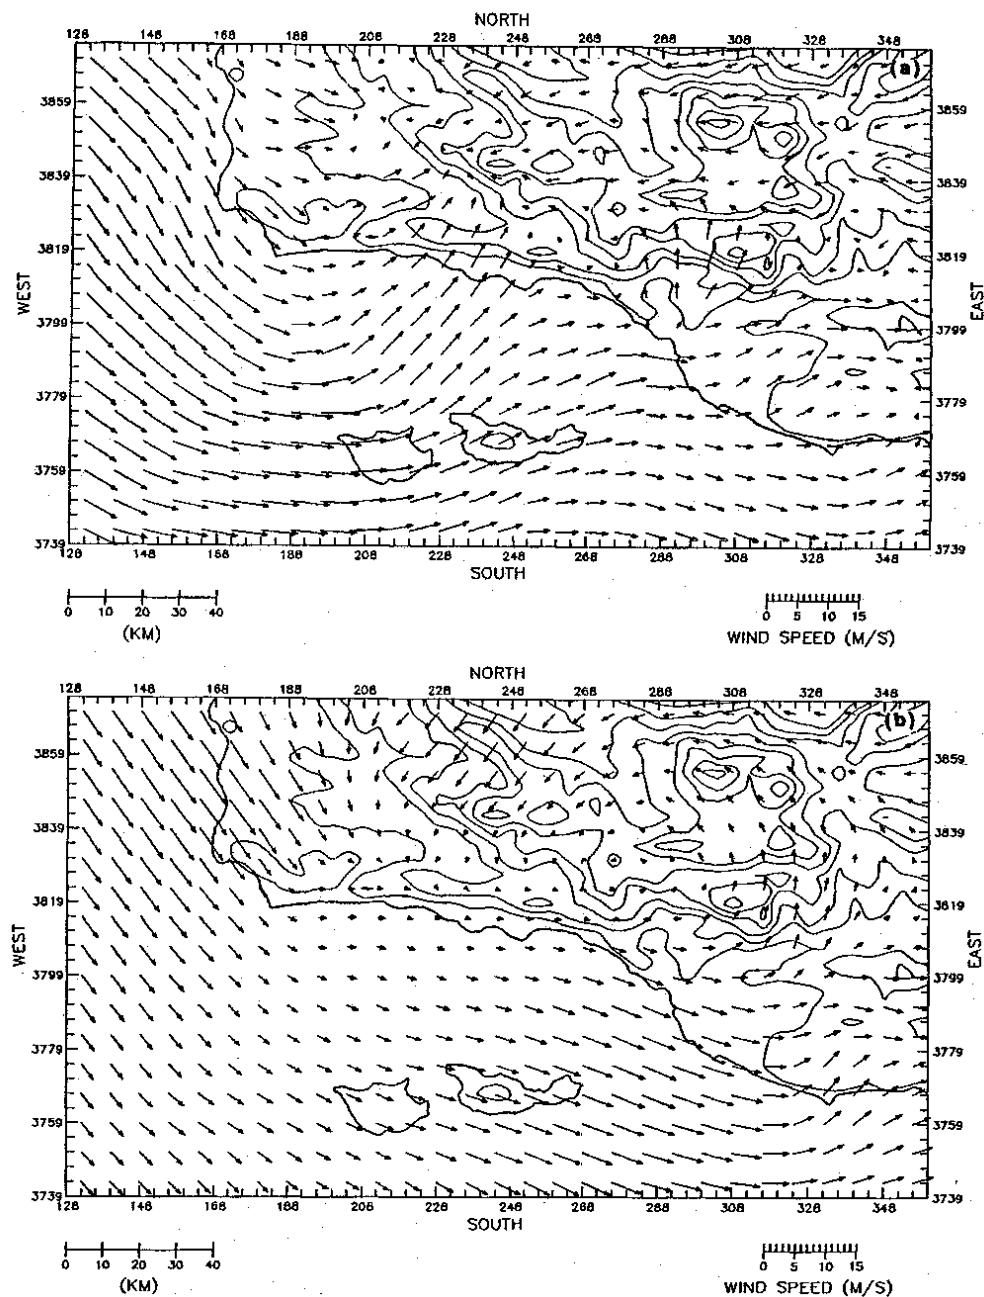 NORTH
128 148 168 188 208 228 248 268 288 308 328 348
(a)
3859 3859
3839 3839
3819 3819
WEST
EAST
3799 3799
3779 3779
3759 3759
3739 3739
128 148 168 188 208 228 248 268 288 308 328 348
SOUTH
0 10 20 30 40
(KM)
0 5 10 15
WIND SPEED (M/S)
NORTH
128 148 168 188 208 228 248 268 288 308 328 348
(b)
3859 3859
3839 3839
3819 3819
WEST
EAST
3799 3799
3779 3779
3759 3759
3739 3739
128 148 168 188 208 228 248 268 288 308 328 348
SOUTH
0 10 20 30 40
(KM)
0 5 10 15
WIND SPEED (M/S)